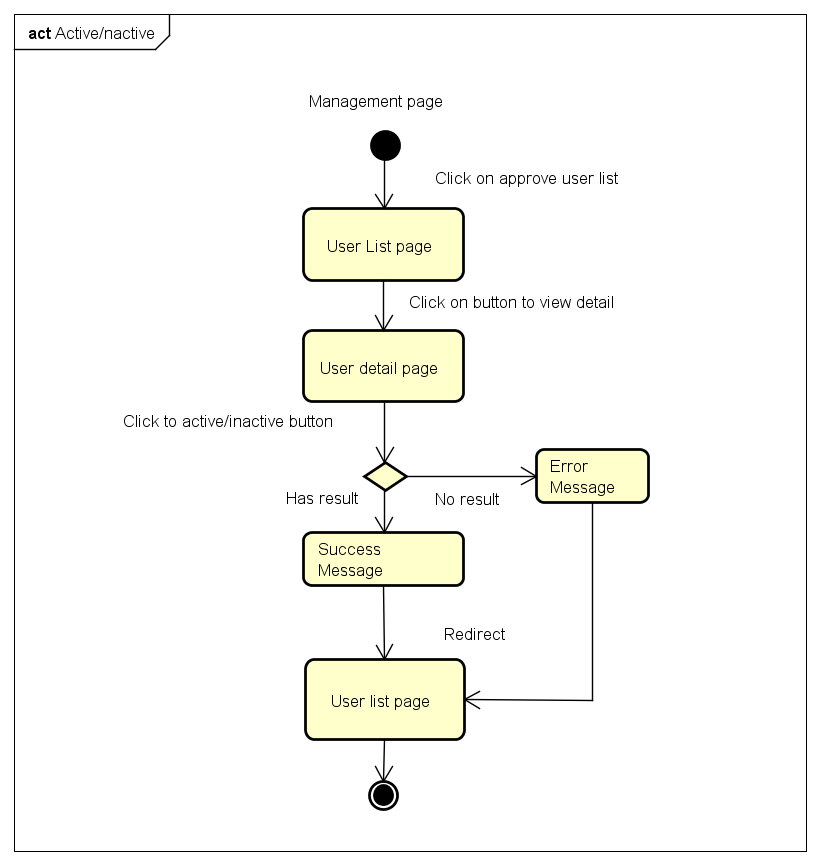 act Active/nactive
Management page
Click on approve user list
User List page
Click on button to view detail
User detail page
Click to active/inactive button
Error
Message
Has result
No result
Success
Message
Redirect
User list page